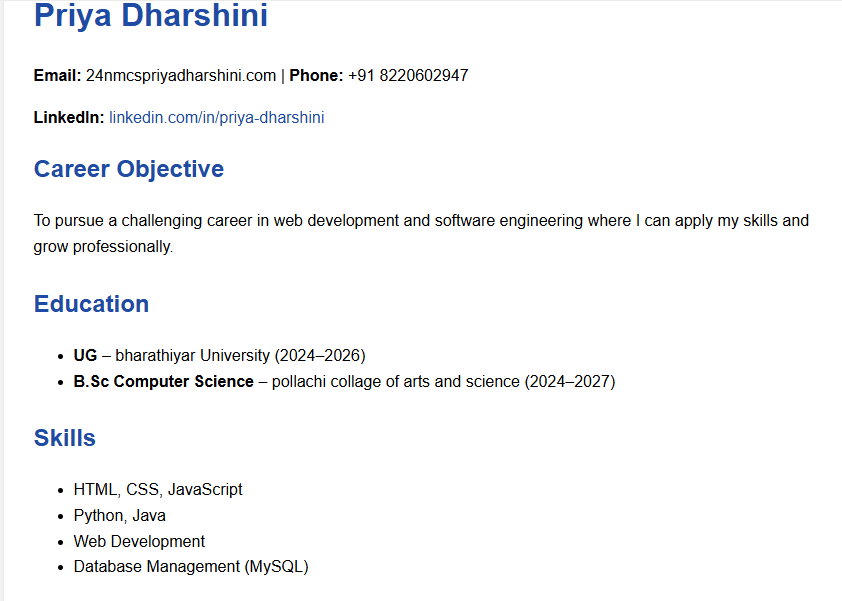 Priya Dharshini
Email: 24nmcspriyadharshini.com | Phone: +91 8220602947
LinkedIn: linkedin.com/in/priya-dharshini
Career Objective
To pursue a challenging career in web development and software engineering where I can apply my skills and
grow professionally.
Education
• UG – bharathiyar University (2024–2026)
• B.Sc Computer Science – pollachi collage of arts and science (2024–2027)
Skills
• HTML, CSS, JavaScript
• Python, Java
• Web Development
• Database Management (MySQL)